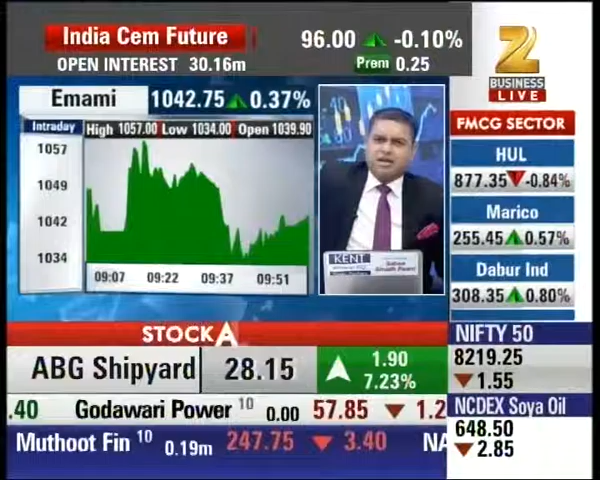 India Cem Future
96.00 -0.10%
OPEN INTEREST 30.16m
Prem 0.25
Z
BUSINESS
LIVE
Emami 1042.75 0.37%
Intraday High 1057.00 Low 1034.00 Open 1039.90
1057
1049
1042
1034
09:07 09:22 09:37 09:51
KENT
FMCG SECTOR
HUL
877.35 -0.84%
Marico
255.45 0.57%
Dabur Ind
308.35 0.80%
STOCK A
ABG Shipyard 28.15 1.90
7.23%
NIFTY 50
8219.25
1.55
.40 Godawari Power 10 0.00 57.85 1.2
Muthoot Fin 10 0.19m 247.75 3.40 NA
NCDEX Soya Oil
648.50
2.85